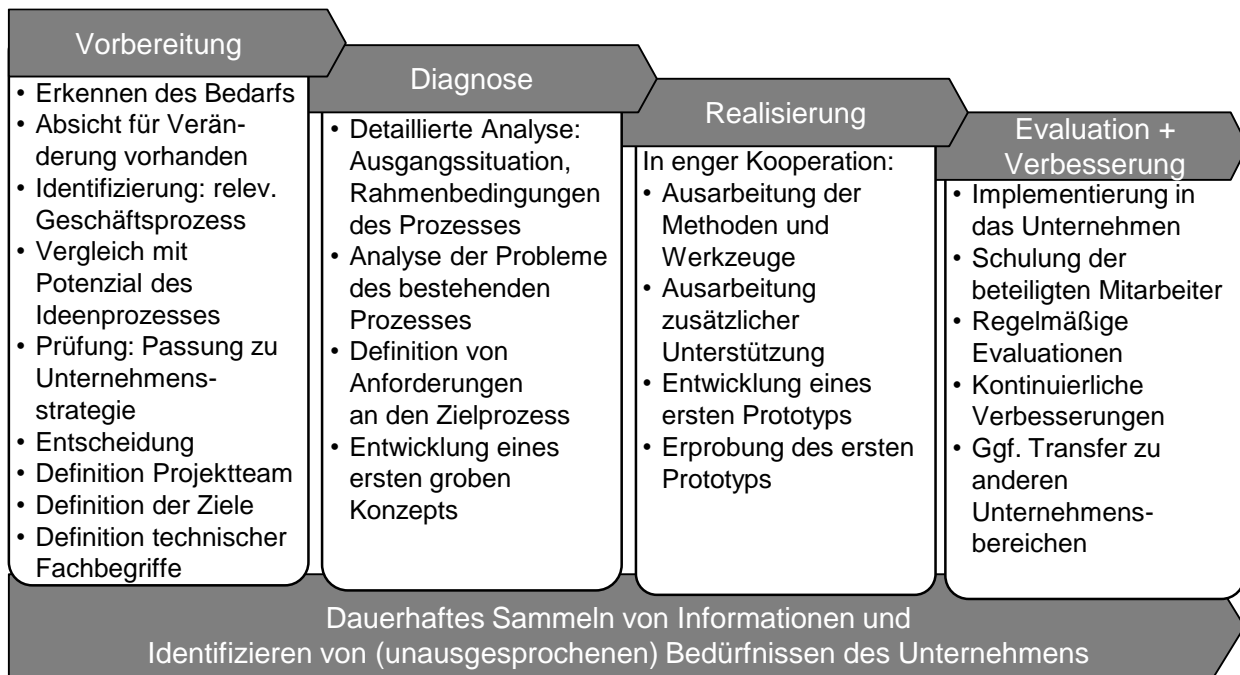 Vorbereitung
• Erkennen des Bedarfs
• Absicht für Verän-
derung vorhanden
• Identifizierung: relev.
Geschäftsprozess
• Vergleich mit
Potenzial des
Ideenprozesses
• Prüfung: Passung zu
Unternehmens-
strategie
• Entscheidung
• Definition Projektteam
• Definition der Ziele
• Definition technischer
Fachbegriffe
Diagnose
• Detaillierte Analyse:
Ausgangssituation,
Rahmenbedingungen
des Prozesses
• Analyse der Probleme
des bestehenden
Prozesses
• Definition von
Anforderungen
an den Zielprozess
• Entwicklung eines
ersten groben
Konzepts
Realisierung
In enger Kooperation:
• Ausarbeitung der
Methoden und
Werkzeuge
• Ausarbeitung
zusätzlicher
Unterstützung
• Entwicklung eines
ersten Prototyps
• Erprobung des ersten
Prototyps
Evaluation +
Verbesserung
• Implementierung in
das Unternehmen
• Schulung der
beteiligten Mitarbeiter
• Regelmäßige
Evaluationen
• Kontinuierliche
Verbesserungen
• Ggf. Transfer zu
anderen
Unternehmens-
bereichen
Dauerhaftes Sammeln von Informationen und
Identifizieren von (unausgesprochenen) Bedürfnissen des Unternehmens